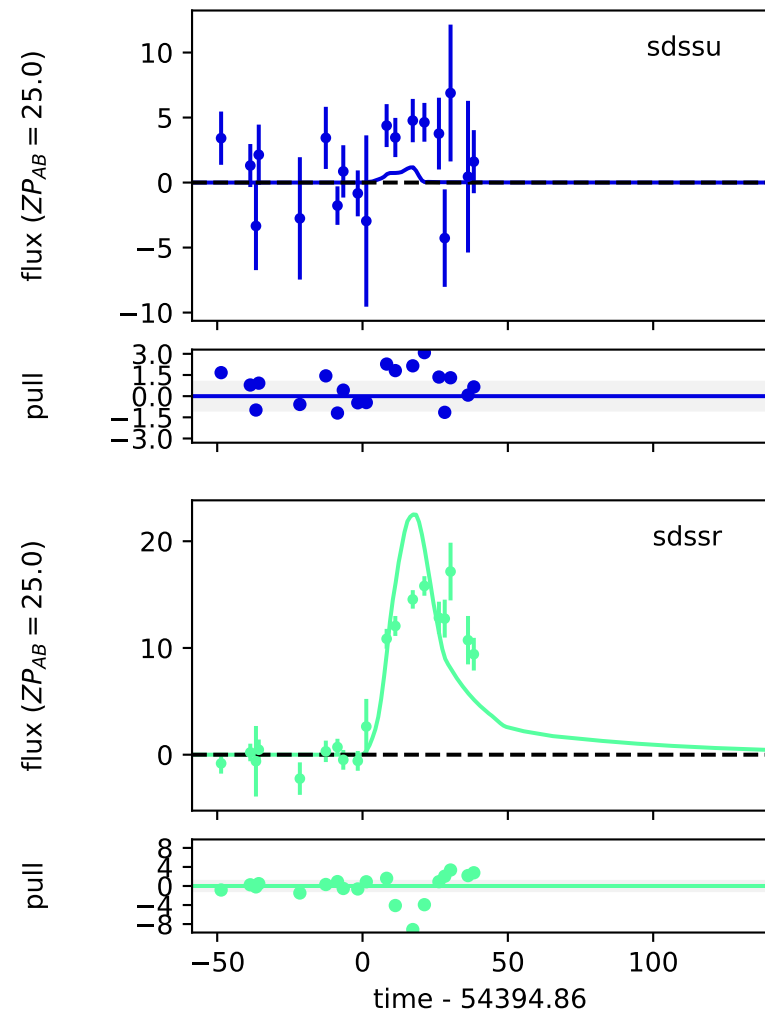 sdssu
flux ($ZP_{AB} = 25.0$)
10
5
0
−5
−10
pull
3.0
1.5
0.0
−1.5
−3.0
sdssr
flux ($ZP_{AB} = 25.0$)
20
10
0
pull
8
4
0
−4
−8
−50 0 50 100
time - 54394.86